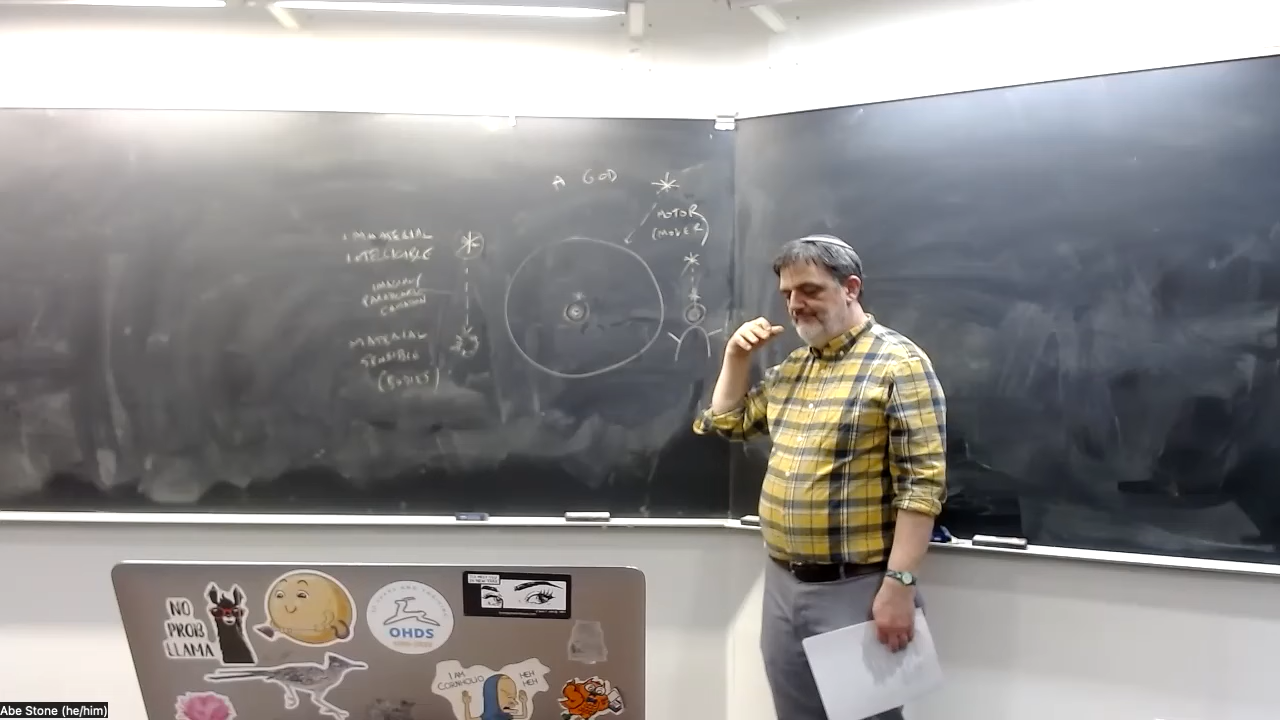 A GOD
MOTOR
(MOVER)
IMMATERIAL
INTELLIGIBLE
MATERIAL
SENSIBLE
(BODIES)
NO
PROB
LLAMA
OHDS
I AM
CORNHOLIO
HEH
HEH
Abe Stone (he/him)